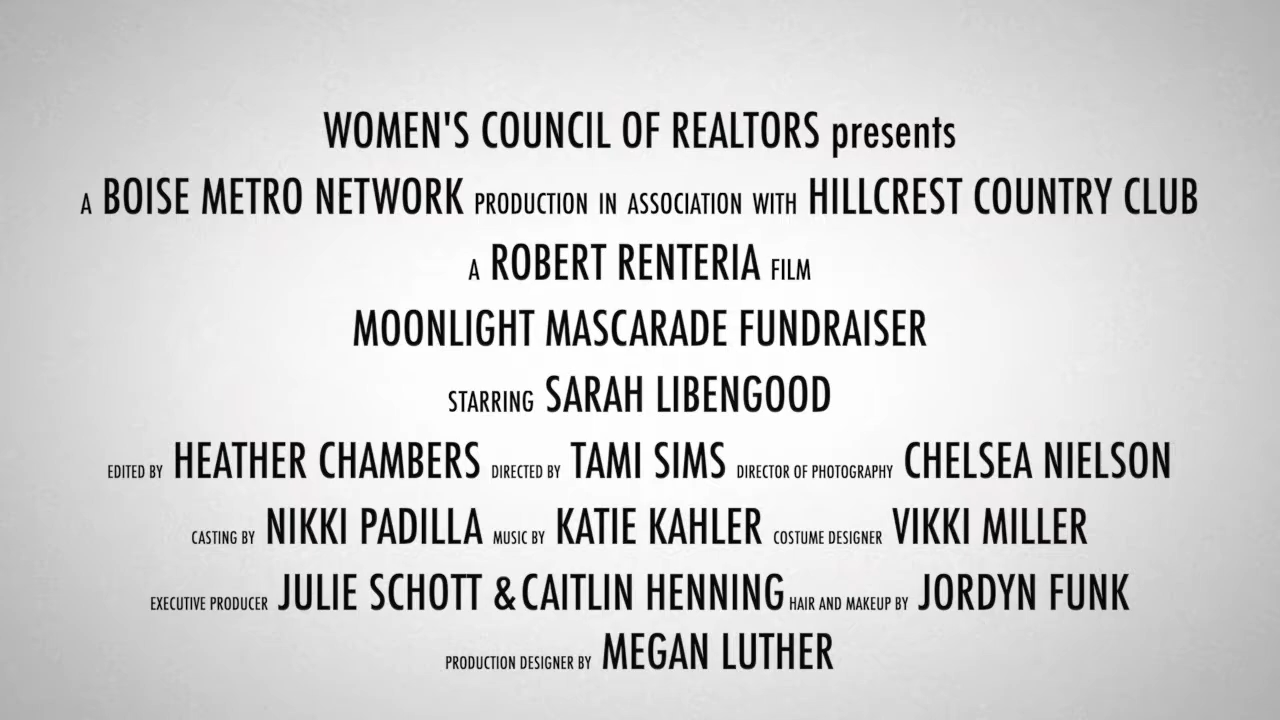 WOMEN'S COUNCIL OF REALTORS presents
A BOISE METRO NETWORK PRODUCTION IN ASSOCIATION WITH HILLCREST COUNTRY CLUB
A ROBERT RENTERIA FILM
MOONLIGHT MASCARADE FUNDRAISER
STARRING SARAH LIBENGOOD
EDITED BY HEATHER CHAMBERS DIRECTED BY TAMI SIMS DIRECTOR OF PHOTOGRAPHY CHELSEA NIELSON
CASTING BY NIKKI PADILLA MUSIC BY KATIE KAHLER COSTUME DESIGNER VIKKI MILLER
EXECUTIVE PRODUCER JULIE SCHOTT & CAITLIN HENNING HAIR AND MAKEUP BY JORDYN FUNK
PRODUCTION DESIGNER BY MEGAN LUTHER